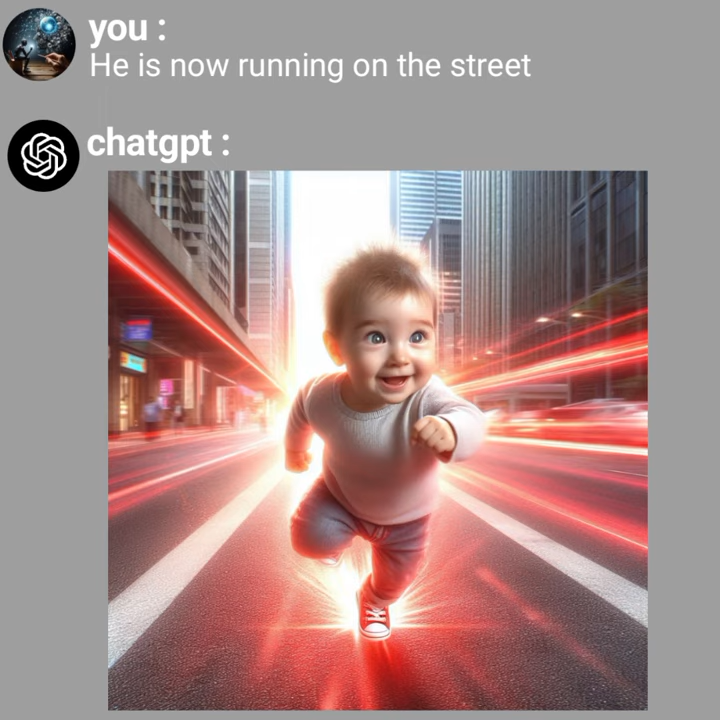 you :
He is now running on the street
chatgpt :